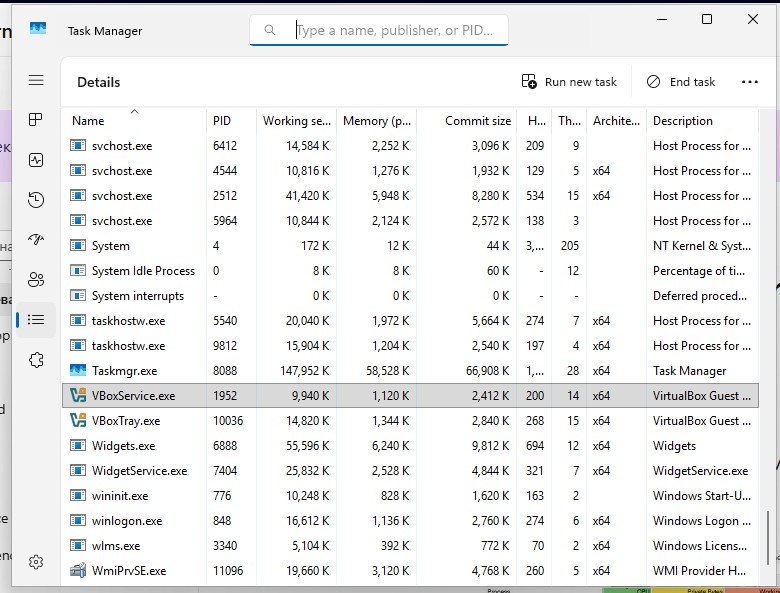 Task Manager
Type a name, publisher, or PID...
Details
Run new task
End task
Name PID Working se... Memory (p... Commit size H... Th... Archite... Description
svchost.exe 6412 14,584 K 2,252 K 3,096 K 209 9 Host Process for ...
svchost.exe 4544 10,816 K 1,276 K 1,932 K 129 5 x64 Host Process for ...
svchost.exe 2512 41,420 K 5,948 K 8,280 K 534 15 x64 Host Process for ...
svchost.exe 5964 10,844 K 2,124 K 2,572 K 138 3 Host Process for ...
System 4 172 K 12 K 44 K 3,... 205 NT Kernel & Syst...
System Idle Process 0 8 K 8 K 60 K - 12 Percentage of ti...
System interrupts - 0 K 0 K 0 K - - Deferred proced...
taskhostw.exe 5540 20,040 K 1,972 K 5,664 K 274 7 x64 Host Process for ...
taskhostw.exe 9812 15,904 K 1,204 K 2,540 K 197 4 x64 Host Process for ...
Taskmgr.exe 8088 147,952 K 58,528 K 66,908 K 1,... 28 x64 Task Manager
VBoxService.exe 1952 9,940 K 1,120 K 2,412 K 200 14 x64 VirtualBox Guest ...
VBoxTray.exe 10036 14,820 K 1,344 K 2,840 K 268 15 x64 VirtualBox Guest ...
Widgets.exe 6888 55,596 K 6,240 K 9,812 K 694 12 x64 Widgets
WidgetService.exe 7404 25,832 K 2,528 K 4,844 K 321 7 x64 WidgetService.exe
wininit.exe 776 10,248 K 828 K 1,620 K 163 2 Windows Start-U...
winlogon.exe 848 16,612 K 1,136 K 2,760 K 274 6 x64 Windows Logon ...
wlms.exe 3340 5,104 K 392 K 772 K 70 2 x64 Windows Licens...
WmiPrvSE.exe 11096 19,660 K 3,120 K 4,768 K 260 5 x64 WMI Provider H...
Process CPU Private Bytes